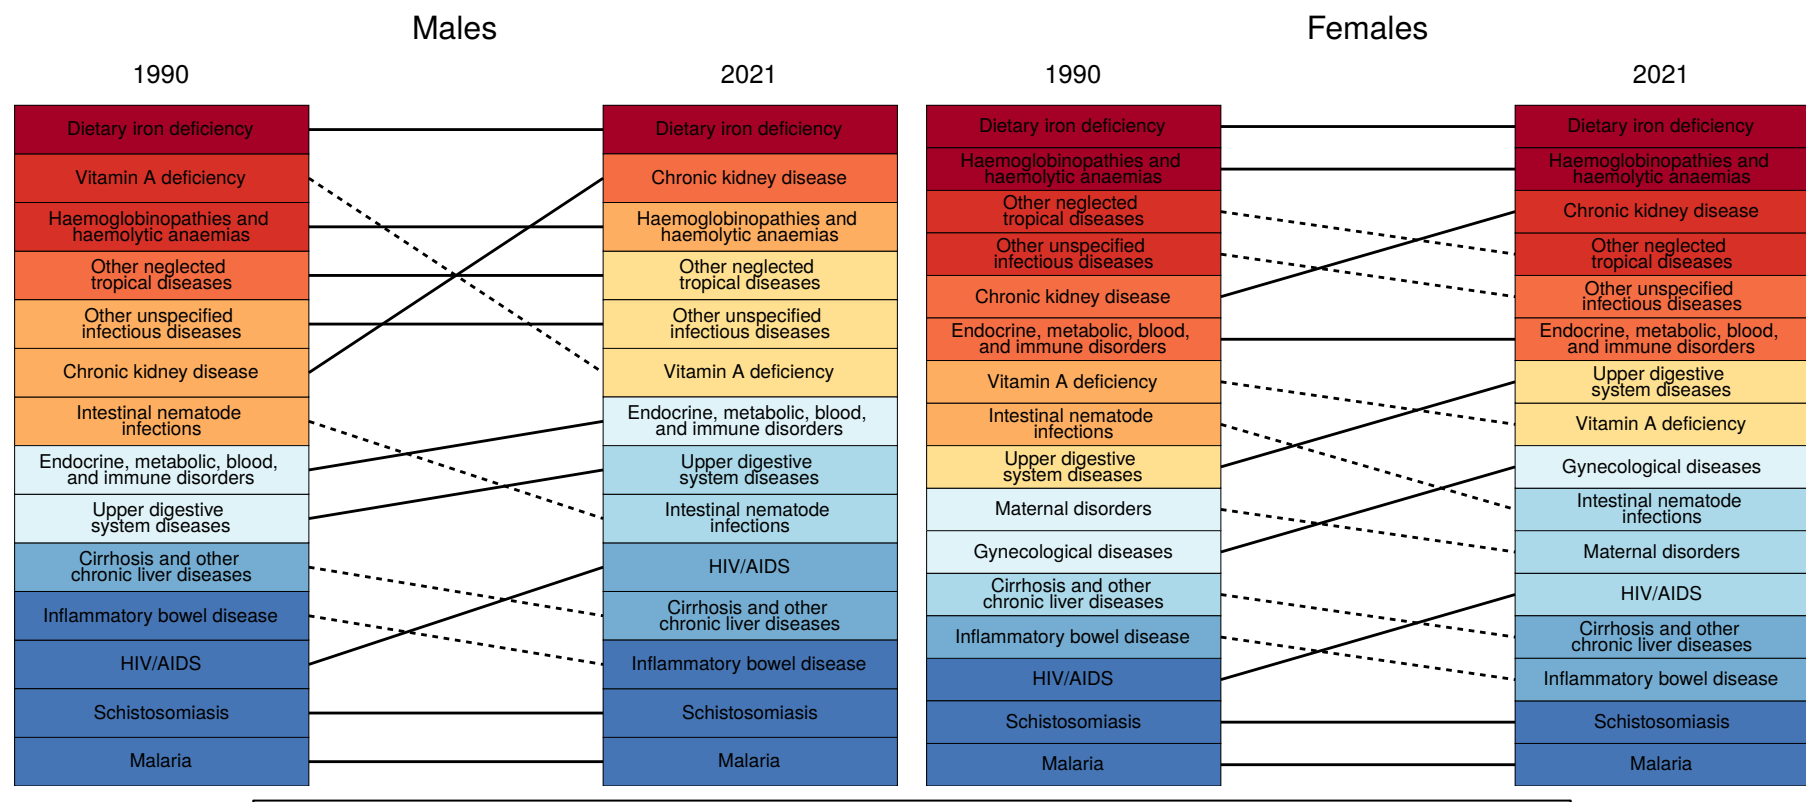 Males
1990
2021
Dietary iron deficiency
Vitamin A deficiency
Haemoglobinopathies and
haemolytic anaemias
Other neglected
tropical diseases
Other unspecified
infectious diseases
Chronic kidney disease
Intestinal nematode
infections
Endocrine, metabolic, blood,
and immune disorders
Upper digestive
system diseases
Cirrhosis and other
chronic liver diseases
Inflammatory bowel disease
HIV/AIDS
Schistosomiasis
Malaria
Dietary iron deficiency
Chronic kidney disease
Haemoglobinopathies and
haemolytic anaemias
Other neglected
tropical diseases
Other unspecified
infectious diseases
Vitamin A deficiency
Endocrine, metabolic, blood,
and immune disorders
Upper digestive
system diseases
Intestinal nematode
infections
HIV/AIDS
Cirrhosis and other
chronic liver diseases
Inflammatory bowel disease
Schistosomiasis
Malaria
Females
1990
2021
Dietary iron deficiency
Haemoglobinopathies and
haemolytic anaemias
Other neglected
tropical diseases
Other unspecified
infectious diseases
Chronic kidney disease
Endocrine, metabolic, blood,
and immune disorders
Vitamin A deficiency
Intestinal nematode
infections
Upper digestive
system diseases
Maternal disorders
Gynecological diseases
Cirrhosis and other
chronic liver diseases
Inflammatory bowel disease
HIV/AIDS
Schistosomiasis
Malaria
Dietary iron deficiency
Haemoglobinopathies and
haemolytic anaemias
Chronic kidney disease
Other neglected
tropical diseases
Other unspecified
infectious diseases
Endocrine, metabolic, blood,
and immune disorders
Upper digestive
system diseases
Vitamin A deficiency
Gynecological diseases
Intestinal nematode
infections
Maternal disorders
HIV/AIDS
Cirrhosis and other
chronic liver diseases
Inflammatory bowel disease
Schistosomiasis
Malaria